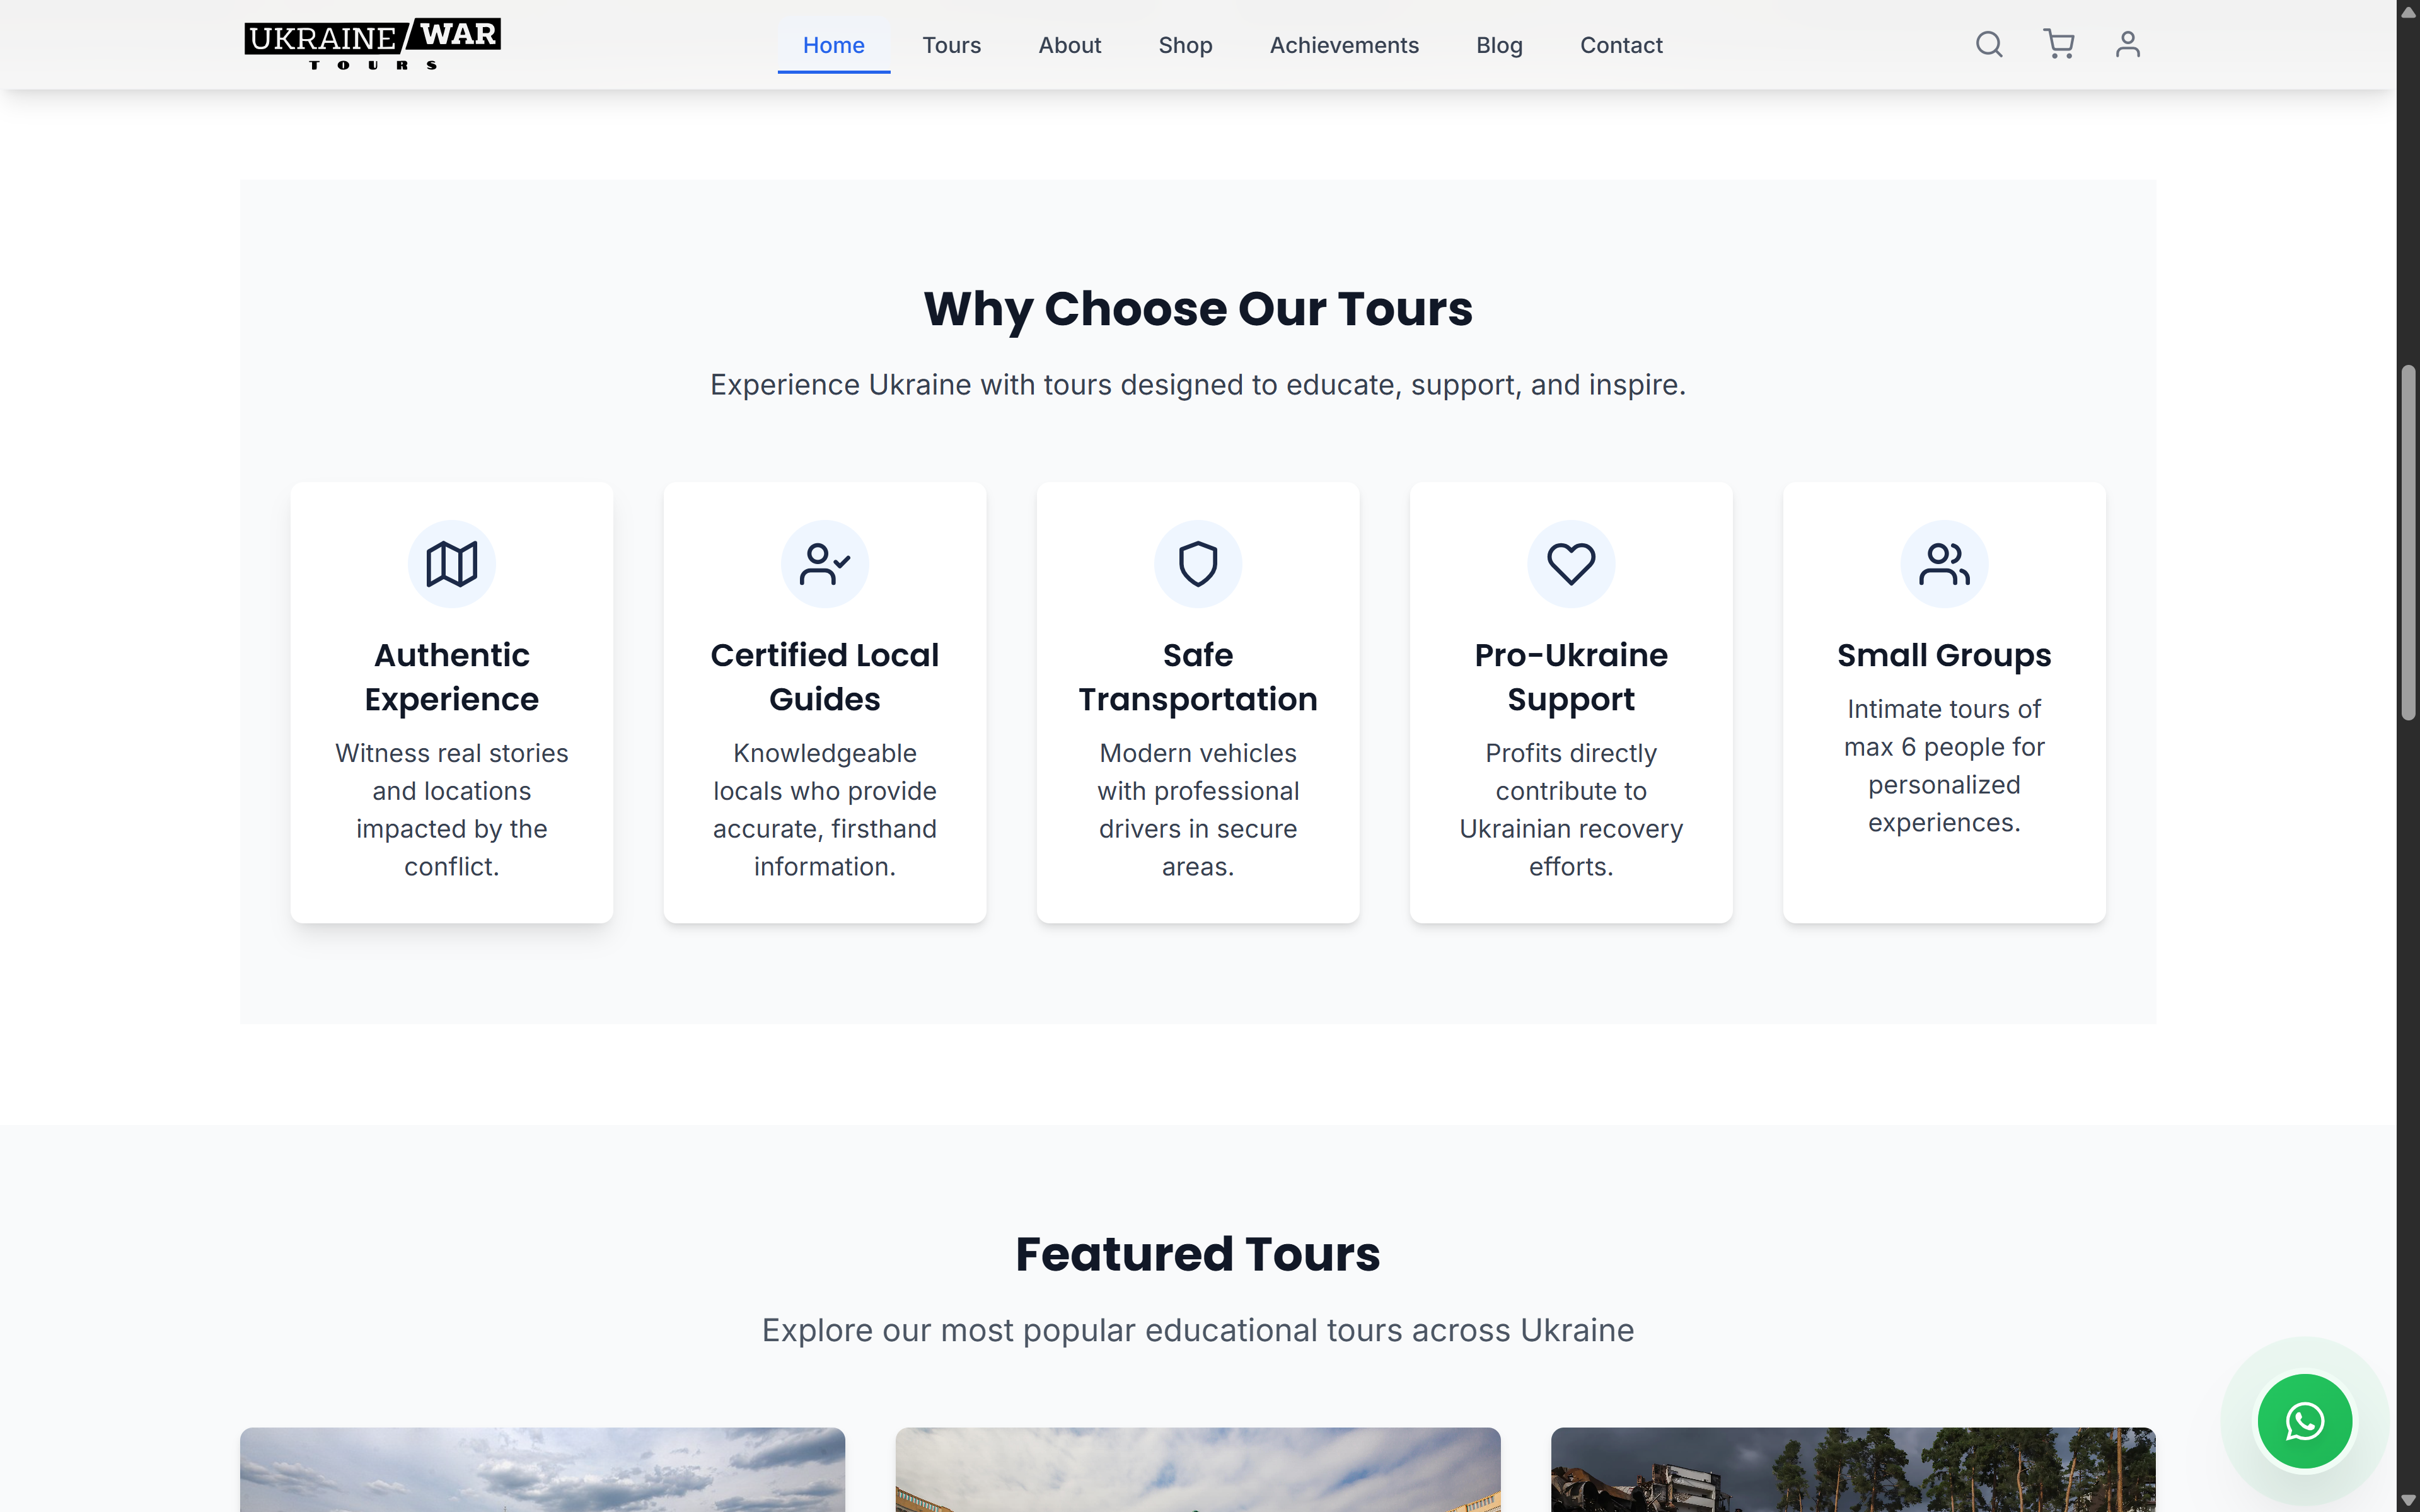 UKRAINE/WAR
TOURS
Home Tours About Shop Achievements Blog Contact
Why Choose Our Tours
Experience Ukraine with tours designed to educate, support, and inspire.
Authentic
Experience
Witness real stories
and locations
impacted by the
conflict.
Certified Local
Guides
Knowledgeable
locals who provide
accurate, firsthand
information.
Safe
Transportation
Modern vehicles
with professional
drivers in secure
areas.
Pro-Ukraine
Support
Profits directly
contribute to
Ukrainian recovery
efforts.
Small Groups
Intimate tours of
max 6 people for
personalized
experiences.
Featured Tours
Explore our most popular educational tours across Ukraine